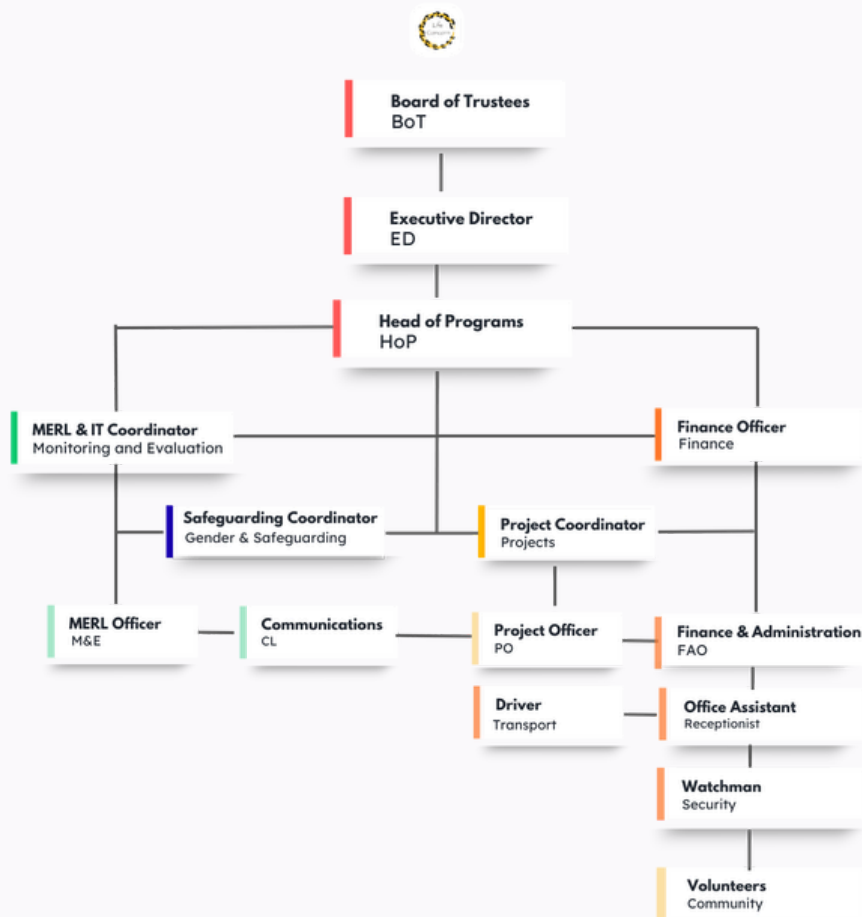 Life
Concern
Board of Trustees
BoT
Executive Director
ED
Head of Programs
HoP
MERL & IT Coordinator
Monitoring and Evaluation
Finance Officer
Finance
Safeguarding Coordinator
Gender & Safeguarding
Project Coordinator
Projects
MERL Officer
M&E
Communications
CL
Project Officer
PO
Finance & Administration
FAO
Driver
Transport
Office Assistant
Receptionist
Watchman
Security
Volunteers
Community